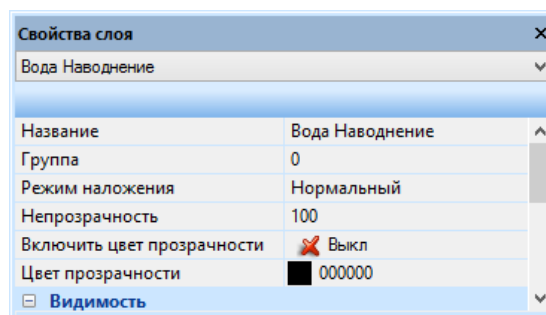 Свойства слоя
Вода Наводнение
Название Вода Наводнение
Группа 0
Режим наложения Нормальный
Непрозрачность 100
Включить цвет прозрачности Выкл
Цвет прозрачности 000000
Видимость